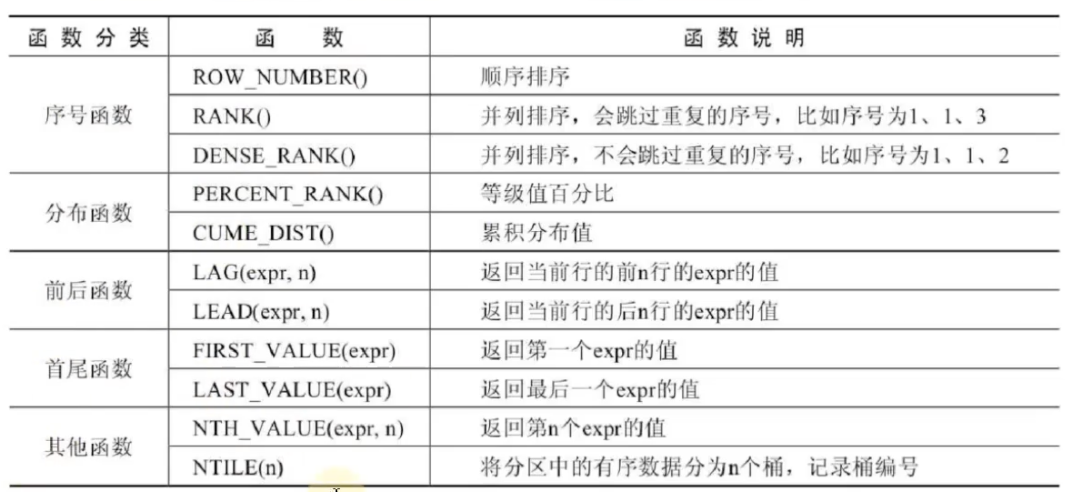 函数分类 函数 函数说明
序号函数 ROW_NUMBER() 顺序排序
RANK() 并列排序，会跳过重复的序号，比如序号为1、1、3
DENSE_RANK() 并列排序，不会跳过重复的序号，比如序号为1、1、2
分布函数 PERCENT_RANK() 等级值百分比
CUME_DIST() 累积分布值
前后函数 LAG(expr, n) 返回当前行的前n行的expr的值
LEAD(expr, n) 返回当前行的后n行的expr的值
首尾函数 FIRST_VALUE(expr) 返回第一个expr的值
LAST_VALUE(expr) 返回最后一个expr的值
其他函数 NTH_VALUE(expr, n) 返回第n个expr的值
NTILE(n) 将分区中的有序数据分为n个桶，记录桶编号